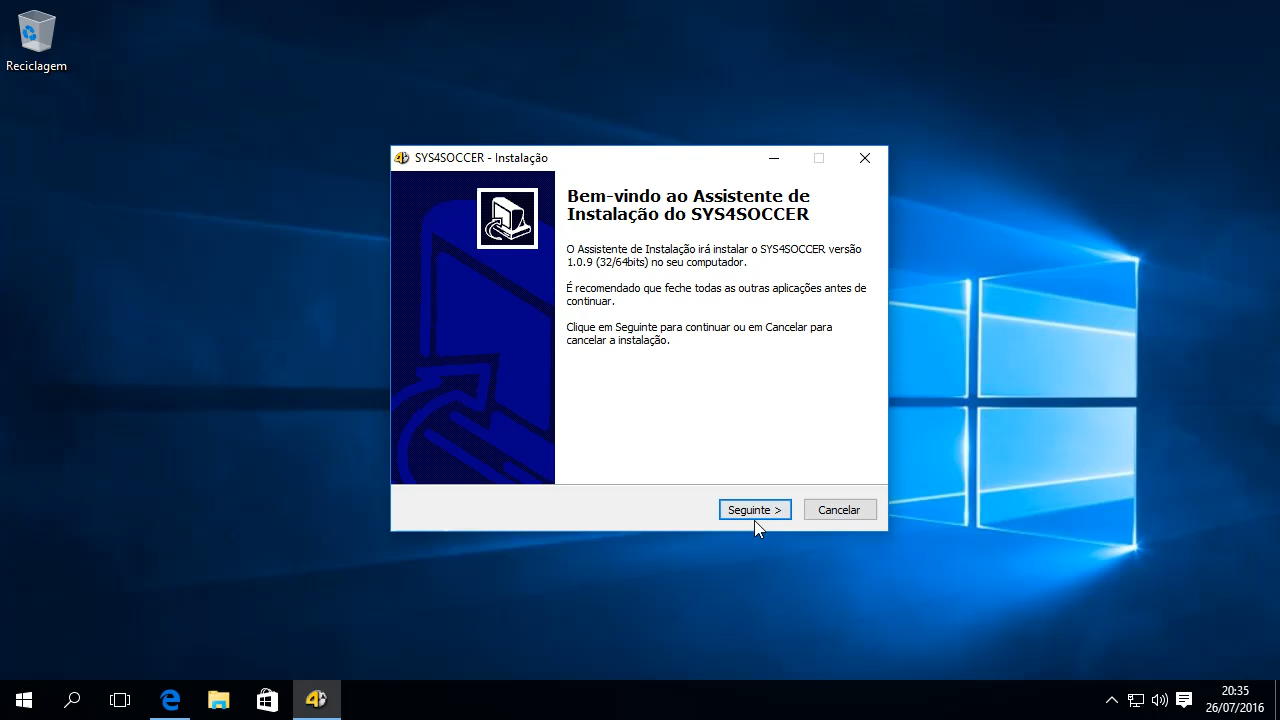 Reciclagem
SYS4SOCCER - Instalação
Bem-vindo ao Assistente de
Instalação do SYS4SOCCER
O Assistente de Instalação irá instalar o SYS4SOCCER versão
1.0.9 (32/64bits) no seu computador.
É recomendado que feche todas as outras aplicações antes de
continuar.
Clique em Seguinte para continuar ou em Cancelar para
cancelar a instalação.
Seguinte >
Cancelar
20:35
26/07/2016